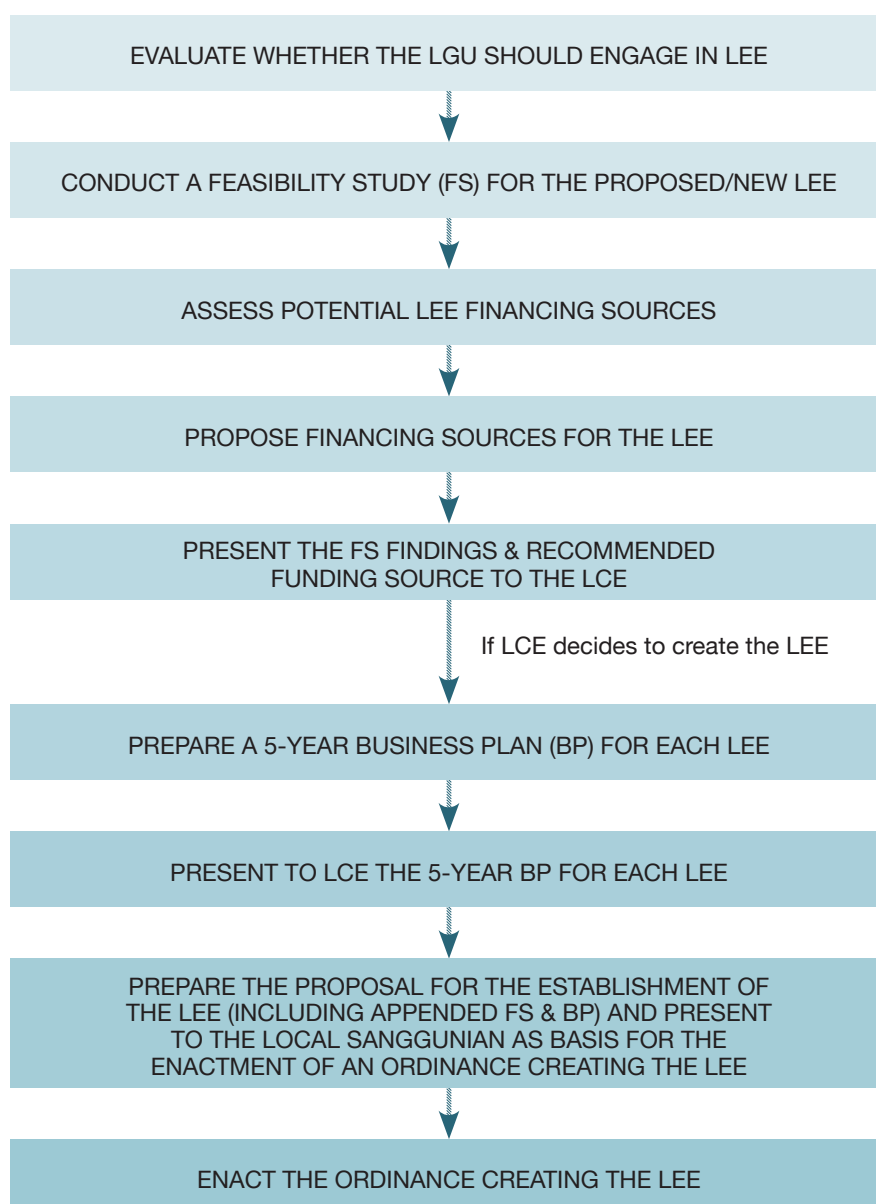 EVALUATE WHETHER THE LGU SHOULD ENGAGE IN LEE
CONDUCT A FEASIBILITY STUDY (FS) FOR THE PROPOSED/NEW LEE
ASSESS POTENTIAL LEE FINANCING SOURCES
PROPOSE FINANCING SOURCES FOR THE LEE
PRESENT THE FS FINDINGS & RECOMMENDED
FUNDING SOURCE TO THE LCE
If LCE decides to create the LEE
PREPARE A 5-YEAR BUSINESS PLAN (BP) FOR EACH LEE
PRESENT TO LCE THE 5-YEAR BP FOR EACH LEE
PREPARE THE PROPOSAL FOR THE ESTABLISHMENT OF
THE LEE (INCLUDING APPENDED FS & BP) AND PRESENT
TO THE LOCAL SANGGUNIAN AS BASIS FOR THE
ENACTMENT OF AN ORDINANCE CREATING THE LEE
ENACT THE ORDINANCE CREATING THE LEE